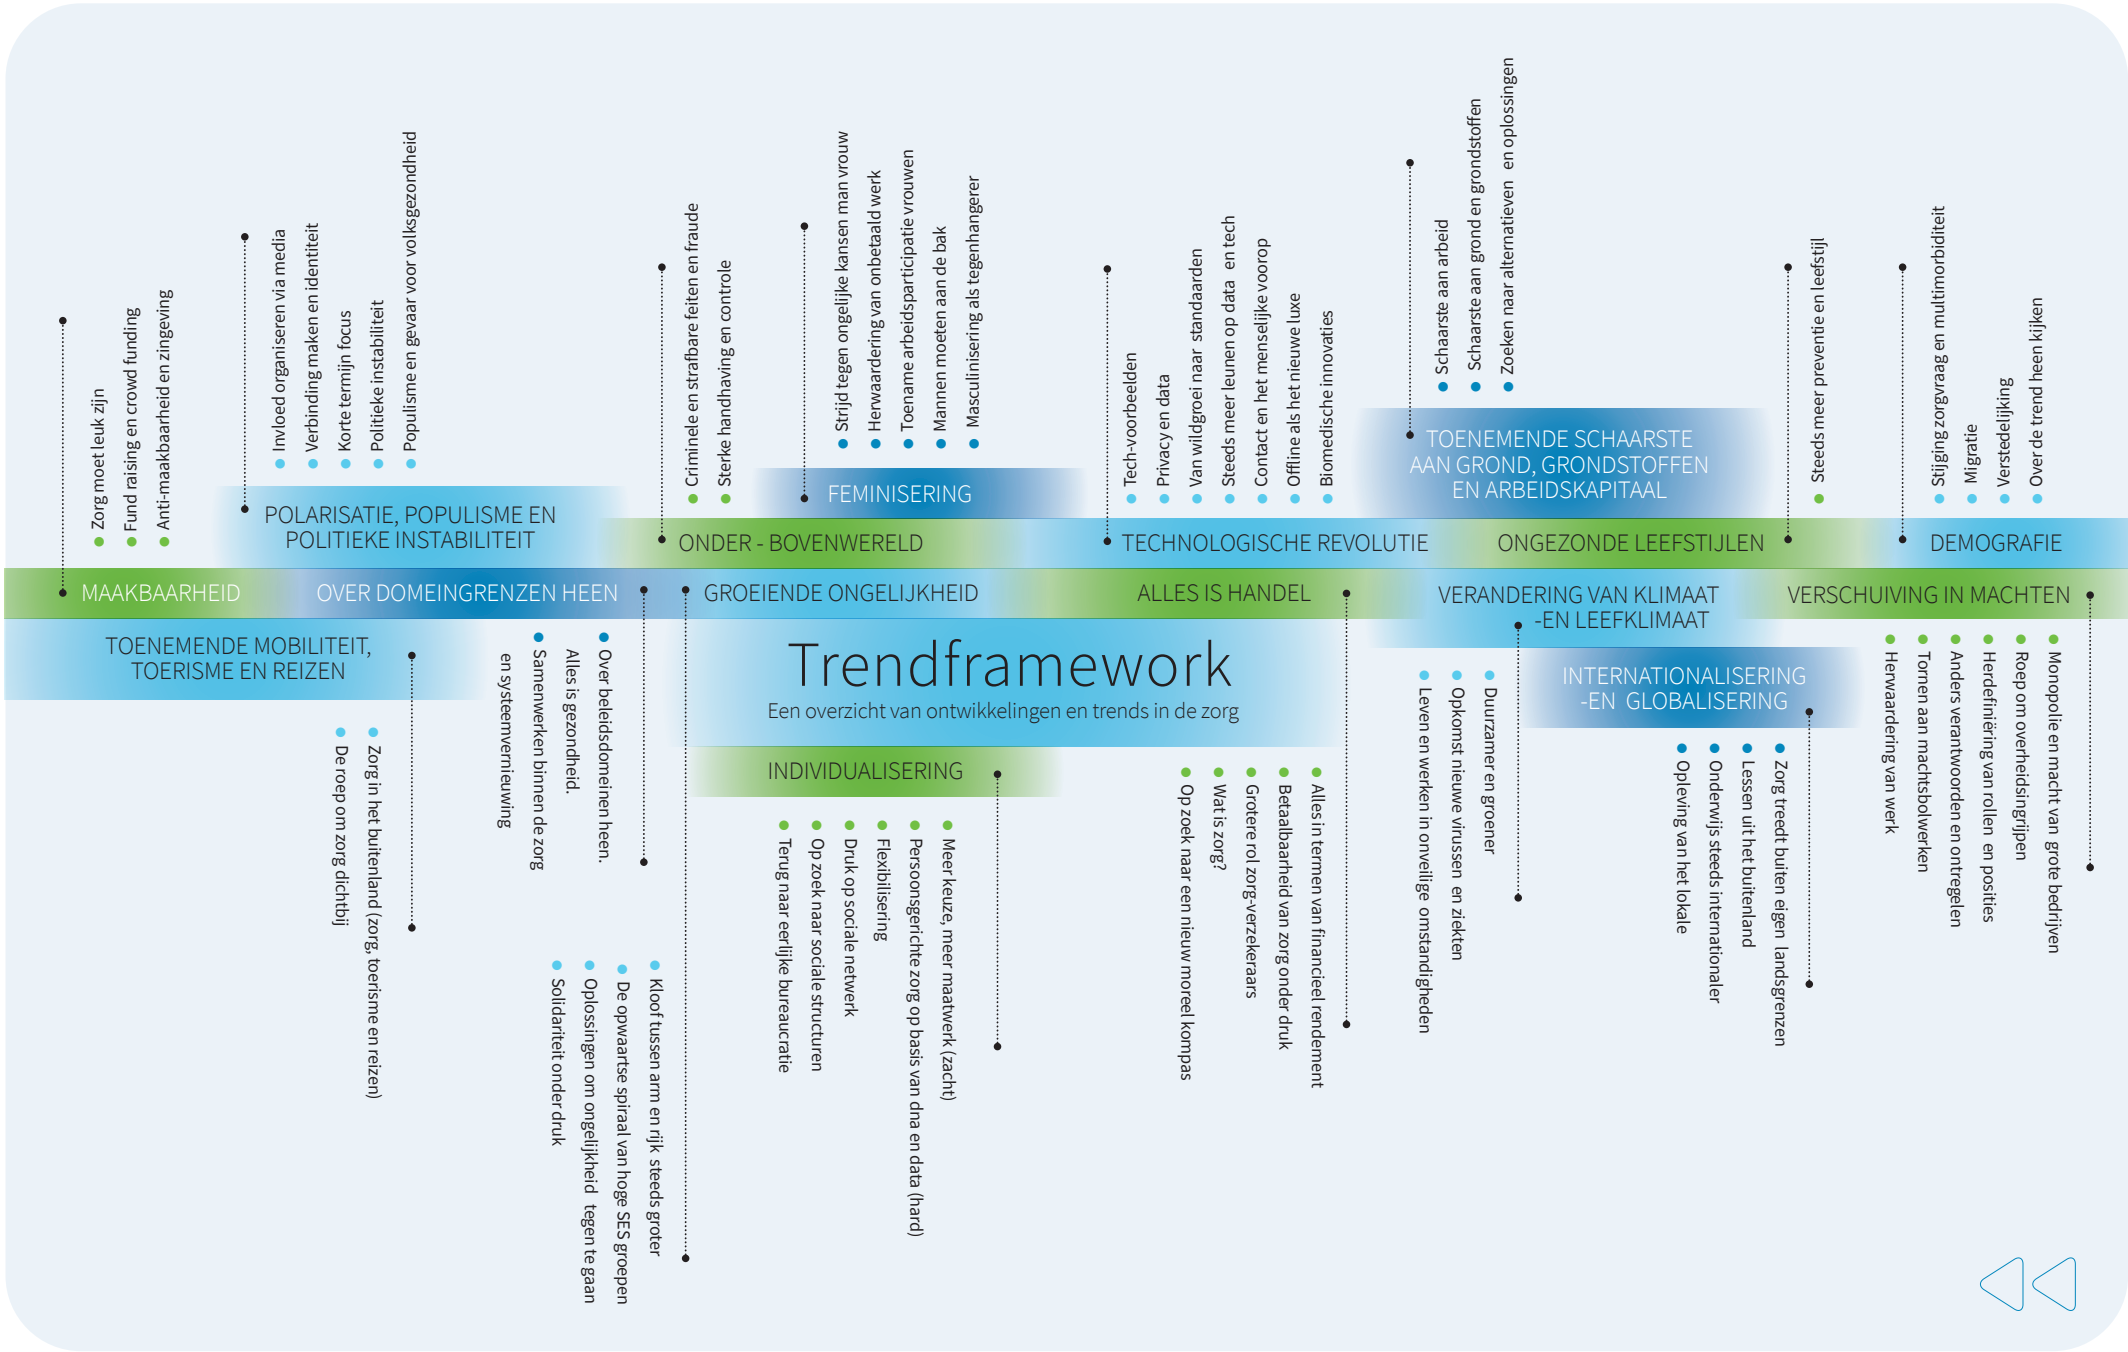 Zorg moet leuk zijn
Fund raising en crowd funding
Anti-maakbaarheid en zingeving
MAAKBAARHEID
Invloed organiseren via media
Verbinding maken en identiteit
Korte termijn focus
Politieke instabiliteit
Populisme en gevaar voor volksgezondheid
POLARISATIE, POPULISME EN
POLITIEKE INSTABILITEIT
Criminele en strafbare feiten en fraude
Sterke handhaving en controle
ONDER - BOVENWERELD
Strijd tegen ongelijke kansen man vrouw
Herwaardering van onbetaald werk
Toename arbeidsparticipatie vrouwen
Mannen moeten aan de bak
Masculinisering als tegenhangerer
FEMINISERING
Tech-voorbeelden
Privacy en data
Van wildgroei naar standaarden
Steeds meer leunen op data en tech
Contact en het menselijke voorop
Offline als het nieuwe luxe
Biomedische innovaties
TECHNOLOGISCHE REVOLUTIE
Schaarste aan arbeid
Schaarste aan grond en grondstoffen
Zoeken naar alternatieven en oplossingen
TOENEMENDE SCHAARSTE
AAN GROND, GRONDSTOFFEN
EN ARBEIDSKAPITAAL
Steeds meer preventie en leefstijl
ONGEZONDE LEEFSTIJLEN
Stijging zorgvraag en multimorbiditeit
Migratie
Verstedelijking
Over de trend heen kijken
DEMOGRAFIE
OVER DOMEINGRENZEN HEEN
GROEIENDE ONGELIJKHEID
ALLES IS HANDEL
VERANDERING VAN KLIMAAT
-EN LEEFKLIMAAT
VERSCHUIVING IN MACHTEN
TOENEMENDE MOBILITEIT,
TOERISME EN REIZEN
Trendframework
Een overzicht van ontwikkelingen en trends in de zorg
INTERNATIONALISERING
-EN GLOBALISERING
INDIVIDUALISERING
Zorg in het buitenland (zorg, toerisme en reizen)
De roep om zorg dichtbij
Over beleidsdomeinen heen.
Alles is gezondheid.
Samenwerken binnen de zorg
en systeemvernieuwing
Kloof tussen arm en rijk steeds groter
De opwaartse spiraal van hoge SES groepen
Oplossingen om ongelijkheid tegen te gaan
Solidariteit onder druk
Meer keuze, meer maatwerk (zacht)
Persoonsgerichte zorg op basis van dna en data (hard)
Flexibilisering
Druk op sociale netwerk
Op zoek naar sociale structuren
Terug naar eerlijke bureaucratie
Alles in termen van financieel rendement
Betaalbaarheid van zorg onder druk
Grotere rol zorg-verzekeraars
Wat is zorg?
Op zoek naar een nieuw moreel kompas
Duurzamer en groener
Opkomst nieuwe virussen en ziekten
Leven en werken in onveilige omstandigheden
Zorg treedt buiten eigen landsgrenzen
Lessen uit het buitenland
Onderwijs steeds internationaler
Opleving van het lokale
Monopolie en macht van grote bedrijven
Roep om overheidsingrijpen
Herdefiniëring van rollen en posities
Anders verantwoorden en ontregelen
Tornen aan machtsbolwerken
Herwaardering van werk